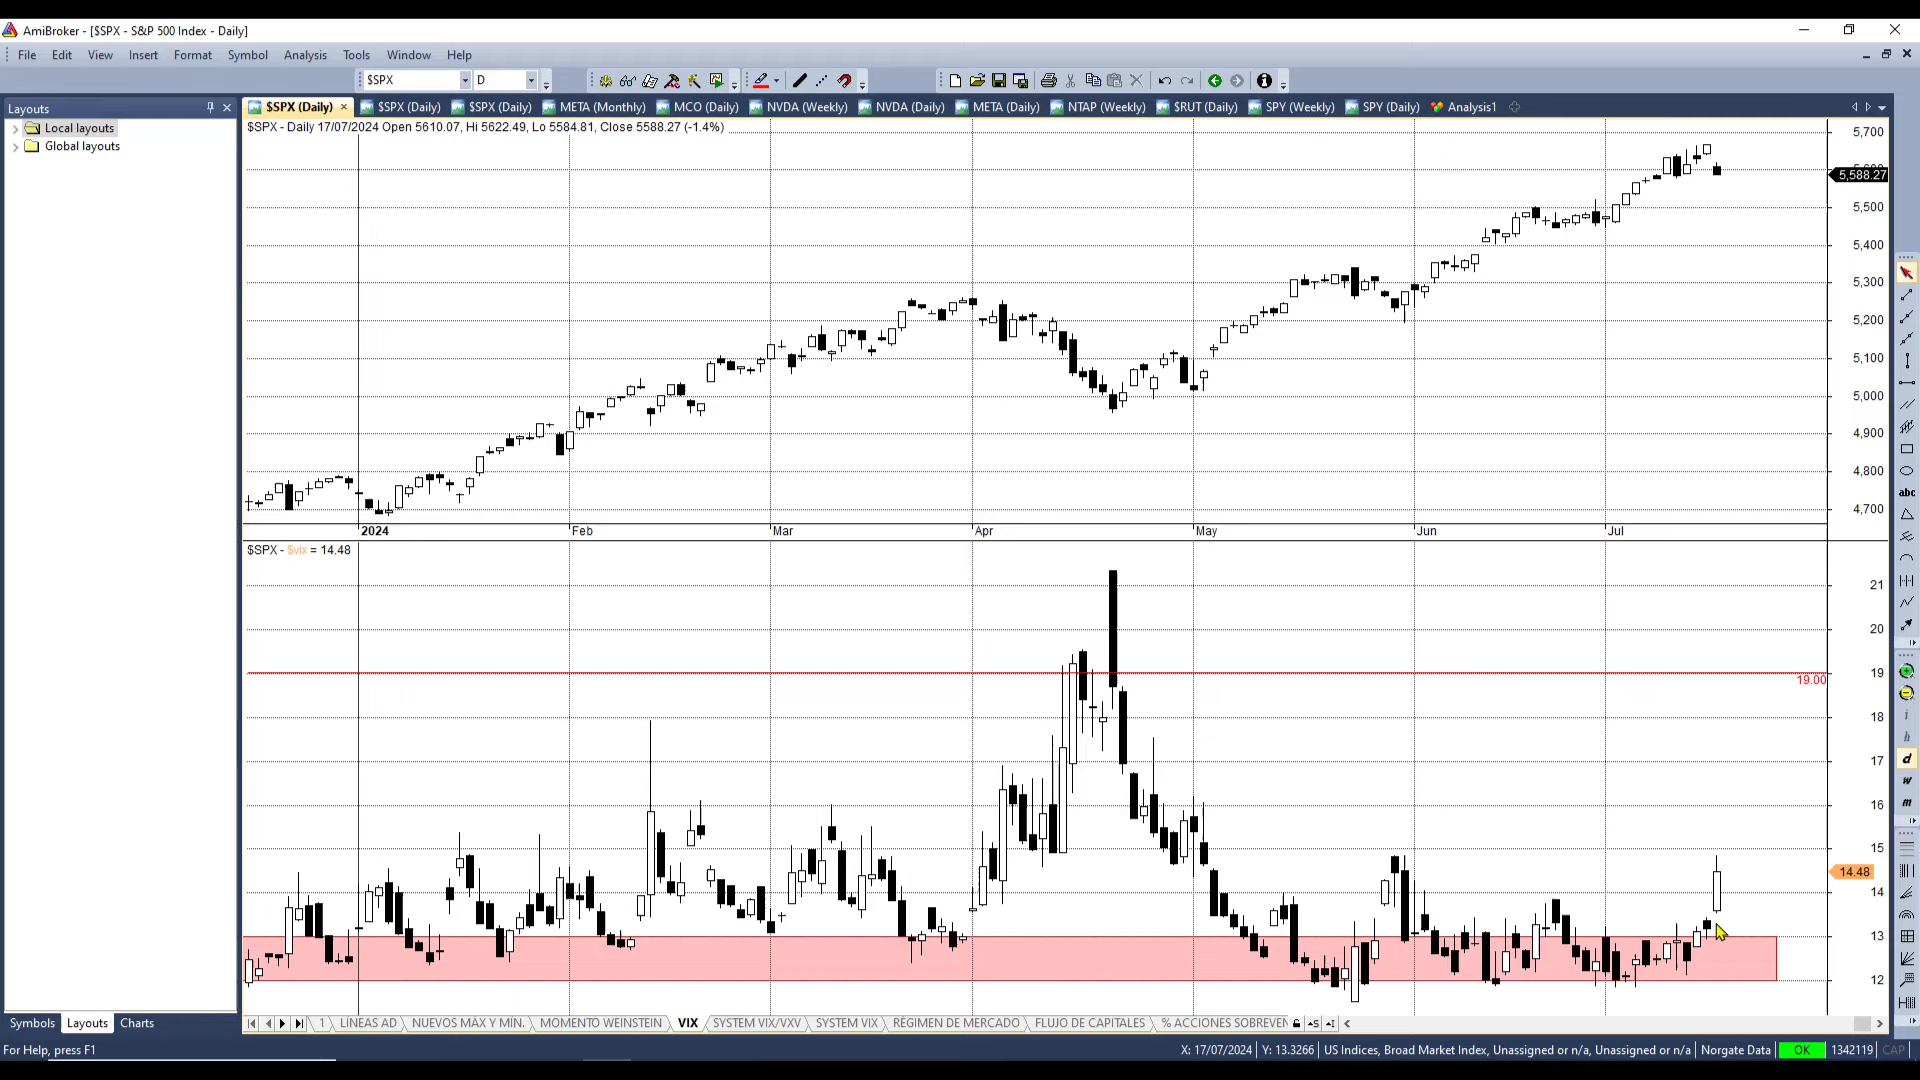 AmiBroker - [$SPX - S&P 500 Index - Daily]
File Edit View Insert Format Symbol Analysis Tools Window Help
$SPX D
Layouts
$SPX (Daily) $SPX (Daily) $SPX (Daily) META (Monthly) MCO (Daily) NVDA (Weekly) NVDA (Daily) META (Daily) NTAP (Weekly) $RUT (Daily) SPY (Weekly) SPY (Daily) Analysis1
Local layouts
Global layouts
$SPX - Daily 17/07/2024 Open 5610.07, Hi 5622.49, Lo 5584.81, Close 5588.27 (-1.4%)
5,700
5,600
5,588.27
5,500
5,400
5,300
5,200
5,100
5,000
4,900
4,800
4,700
2024 Feb Mar Apr May Jun Jul
$SPX - $vix = 14.48
21
20
19
19.00
18
17
16
15
14.48
14
13
12
abc
i
h
d
w
m
Symbols Layouts Charts
1 LÍNEAS AD NUEVOS MAX Y MIN. MOMENTO WEINSTEIN VIX SYSTEM VIX/VXV SYSTEM VIX RÉGIMEN DE MERCADO FLUJO DE CAPITALES % ACCIONES SOBREVEN
For Help, press F1
X: 17/07/2024 Y: 13.3266 US Indices, Broad Market Index, Unassigned or n/a, Unassigned or n/a Norgate Data OK 1342119 CAP